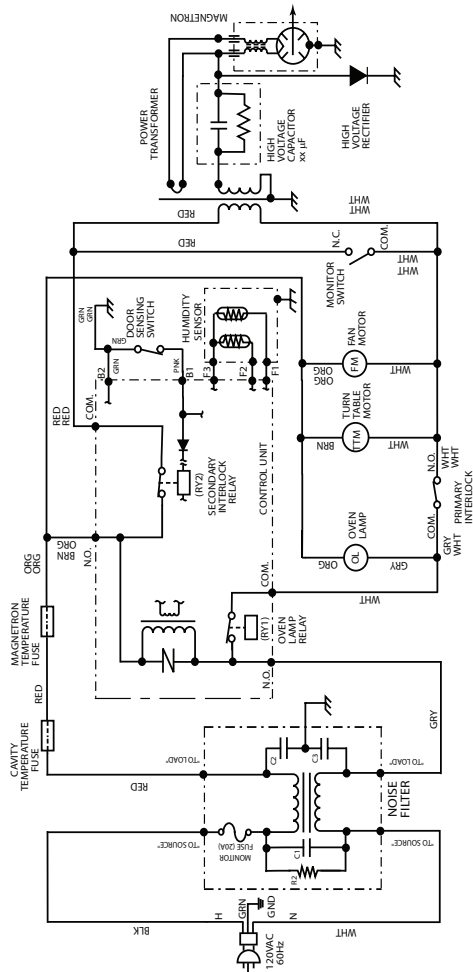 BLK
H
GRN
GND
N
WHT
120VAC
60Hz
"TO SOURCE"
MONITOR
FUSE (20A)
R2
C1
"TO SOURCE"
NOISE
FILTER
RED
"TO LOAD"
C2
C3
"TO LOAD"
GRY
CAVITY
TEMPERATURE
FUSE
RED
MAGNETRON
TEMPERATURE
FUSE
ORG
ORG
BRN
ORG
N.O.
RED
RED
COM.
(RY2)
SECONDARY
INTERLOCK
RELAY
N.O.
(RY1)
OVEN
LAMP
RELAY
COM.
CONTROL UNIT
WHT
GRN
GRN
B2
GRN
GRN
DOOR
SENSING
SWITCH
PNK
B1
HUMIDITY
SENSOR
F3
F2
F1
ORG
OL
OVEN
LAMP
GRY
BRN
TTM
TURN
TABLE
MOTOR
WHT
ORG
ORG
FM
FAN
MOTOR
WHT
GRY
WHT
COM.
N.O.
WHT
WHT
PRIMARY
INTERLOCK
RED
RED
N.C.
COM.
MONITOR
SWITCH
WHT
WHT
WHT
WHT
POWER
TRANSFORMER
HIGH
VOLTAGE
CAPACITOR
xx µF
HIGH
VOLTAGE
RECTIFIER
MAGNETRON